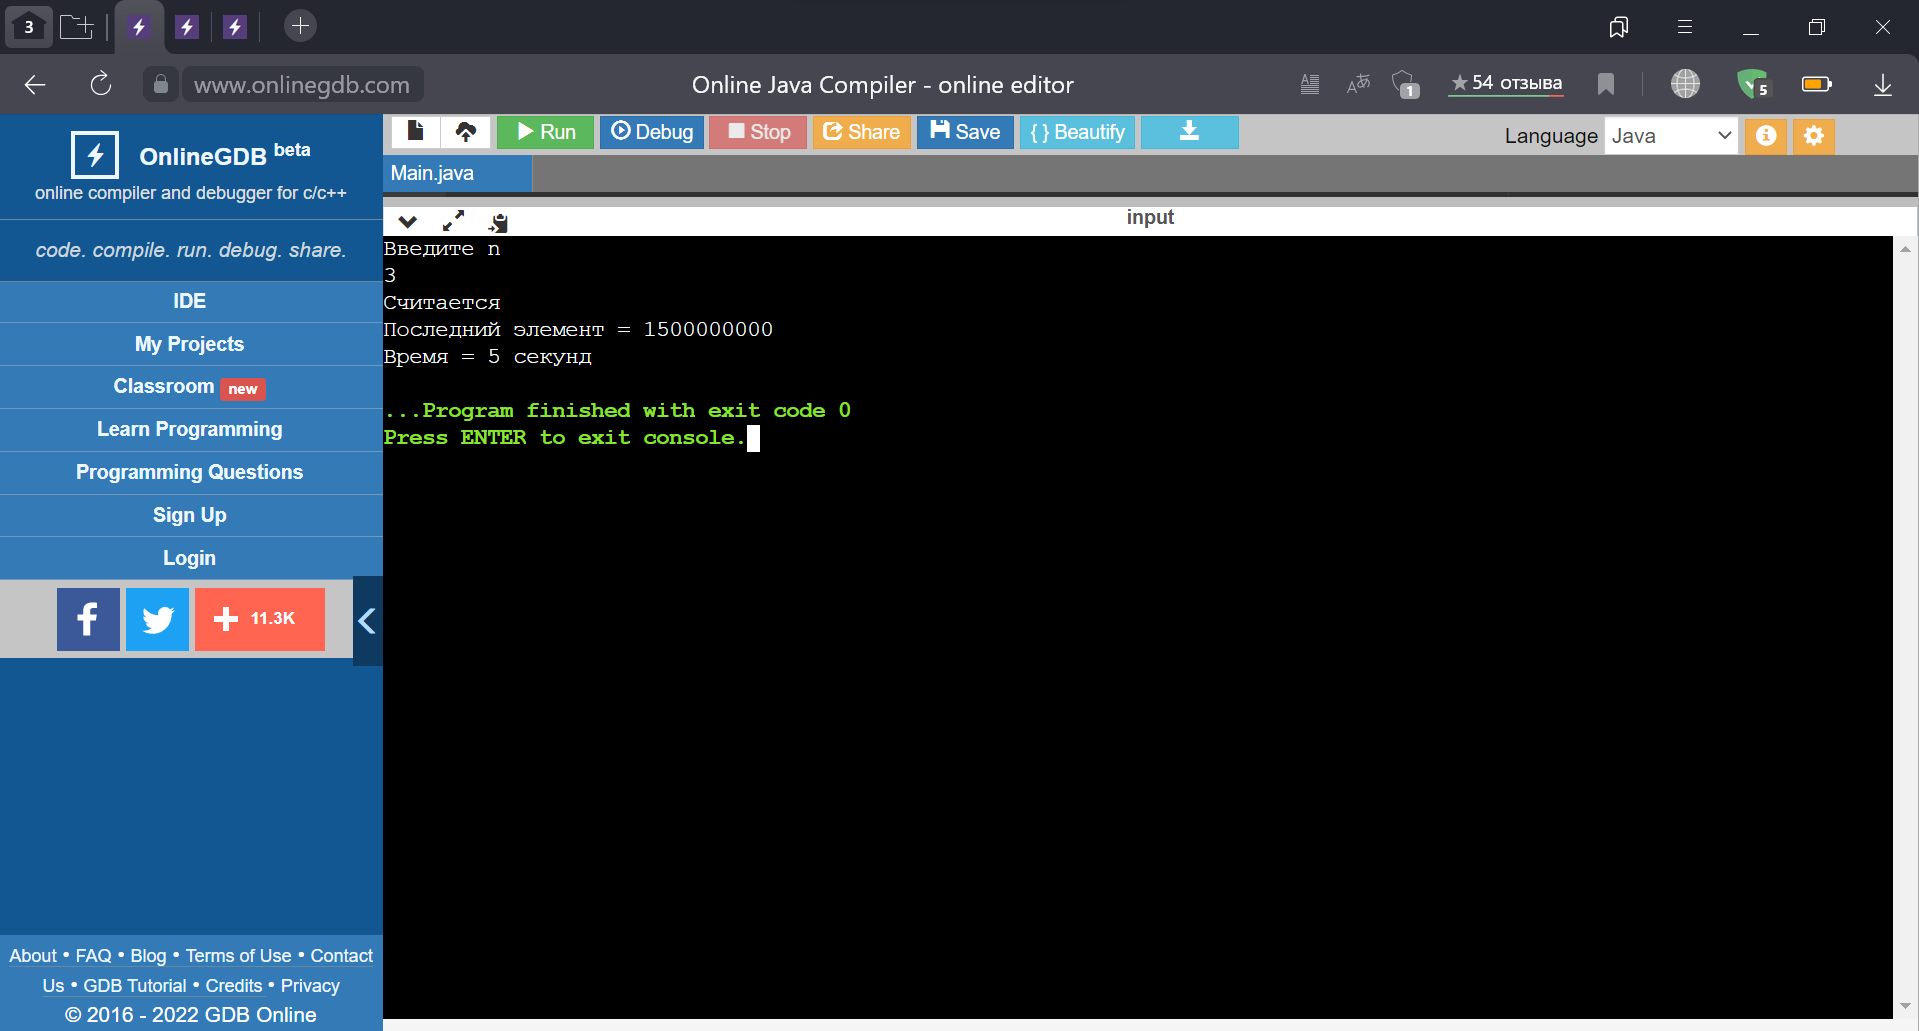 3
www.onlinegdb.com
Online Java Compiler - online editor
1
★ 54 отзыва
5
OnlineGDB beta
online compiler and debugger for c/c++
code. compile. run. debug. share.
IDE
My Projects
Classroom new
Learn Programming
Programming Questions
Sign Up
Login
11.3K
About • FAQ • Blog • Terms of Use • Contact
Us • GDB Tutorial • Credits • Privacy
© 2016 - 2022 GDB Online
Run
Debug
Stop
Share
Save
{ } Beautify
Language Java
Main.java
input
Введите n
3
Считается
Последний элемент = 1500000000
Время = 5 секунд
...Program finished with exit code 0
Press ENTER to exit console.